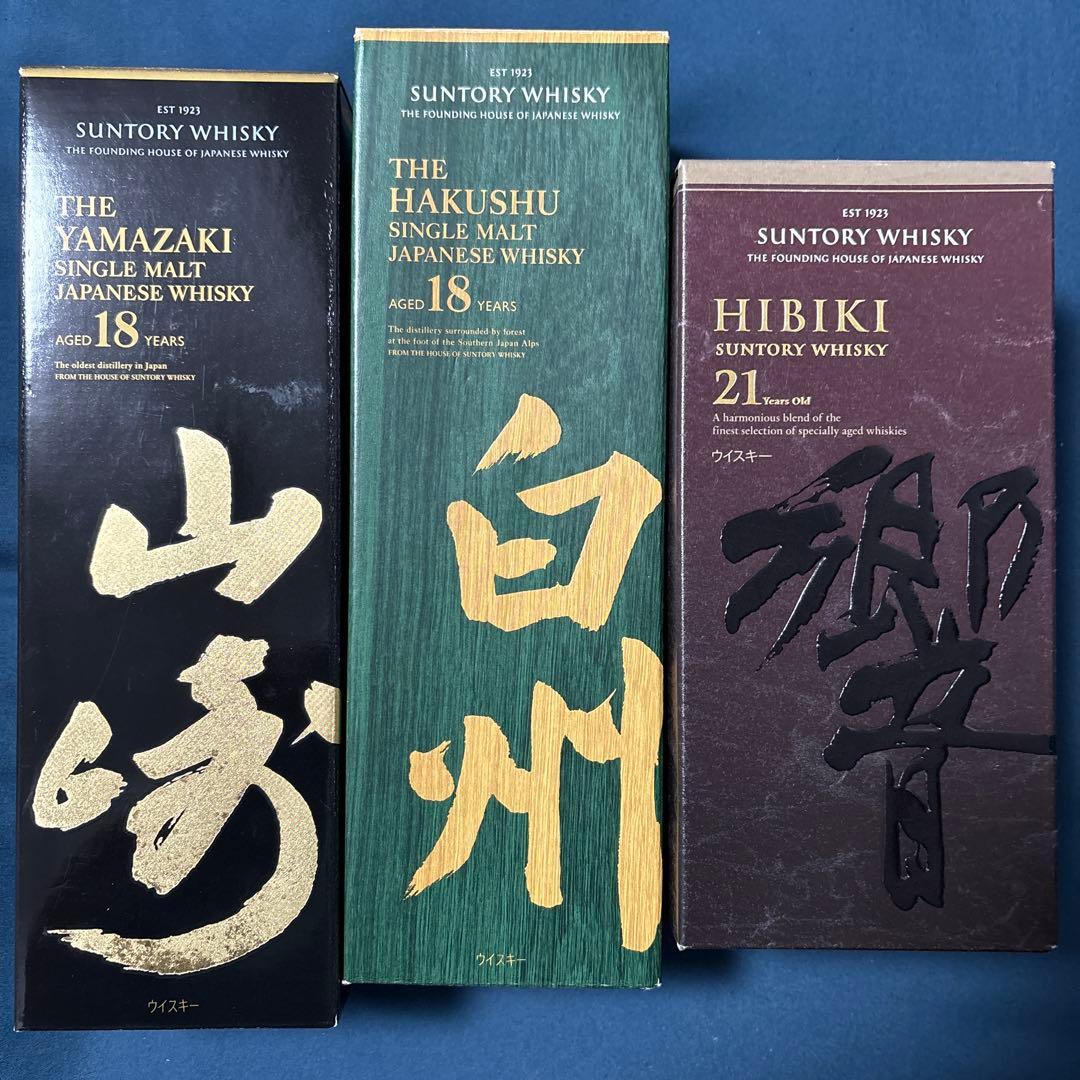 EST 1923
SUNTORY WHISKY
THE FOUNDING HOUSE OF JAPANESE WHISKY
THE
YAMAZAKI
SINGLE MALT
JAPANESE WHISKY
AGED 18 YEARS
The oldest distillery in Japan
FROM THE HOUSE OF SUNTORY WHISKY
山崎
ウイスキー
EST 1923
SUNTORY WHISKY
THE FOUNDING HOUSE OF JAPANESE WHISKY
THE
HAKUSHU
SINGLE MALT
JAPANESE WHISKY
AGED 18 YEARS
The distillery surrounded by forest
at the foot of the Southern Japan Alps
FROM THE HOUSE OF SUNTORY WHISKY
白州
ウイスキー
EST 1923
SUNTORY WHISKY
THE FOUNDING HOUSE OF JAPANESE WHISKY
HIBIKI
SUNTORY WHISKY
21 Years Old
A harmonious blend of the
finest selection of specially aged whiskies
ウイスキー
響